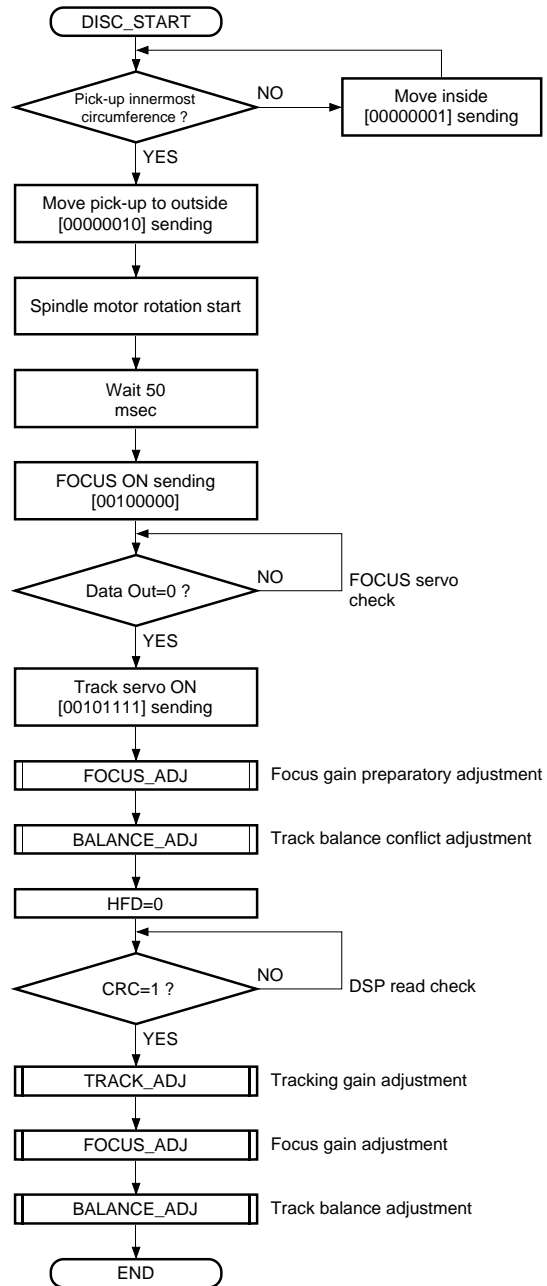 DISC_START
Pick-up innermost
circumference ?
NO
Move inside
[00000001] sending
YES
Move pick-up to outside
[00000010] sending
Spindle motor rotation start
Wait 50
msec
FOCUS ON sending
[00100000]
Data Out=0 ?
NO
FOCUS servo
check
YES
Track servo ON
[00101111] sending
FOCUS_ADJ
Focus gain preparatory adjustment
BALANCE_ADJ
Track balance conflict adjustment
HFD=0
CRC=1 ?
NO
DSP read check
YES
TRACK_ADJ
Tracking gain adjustment
FOCUS_ADJ
Focus gain adjustment
BALANCE_ADJ
Track balance adjustment
END